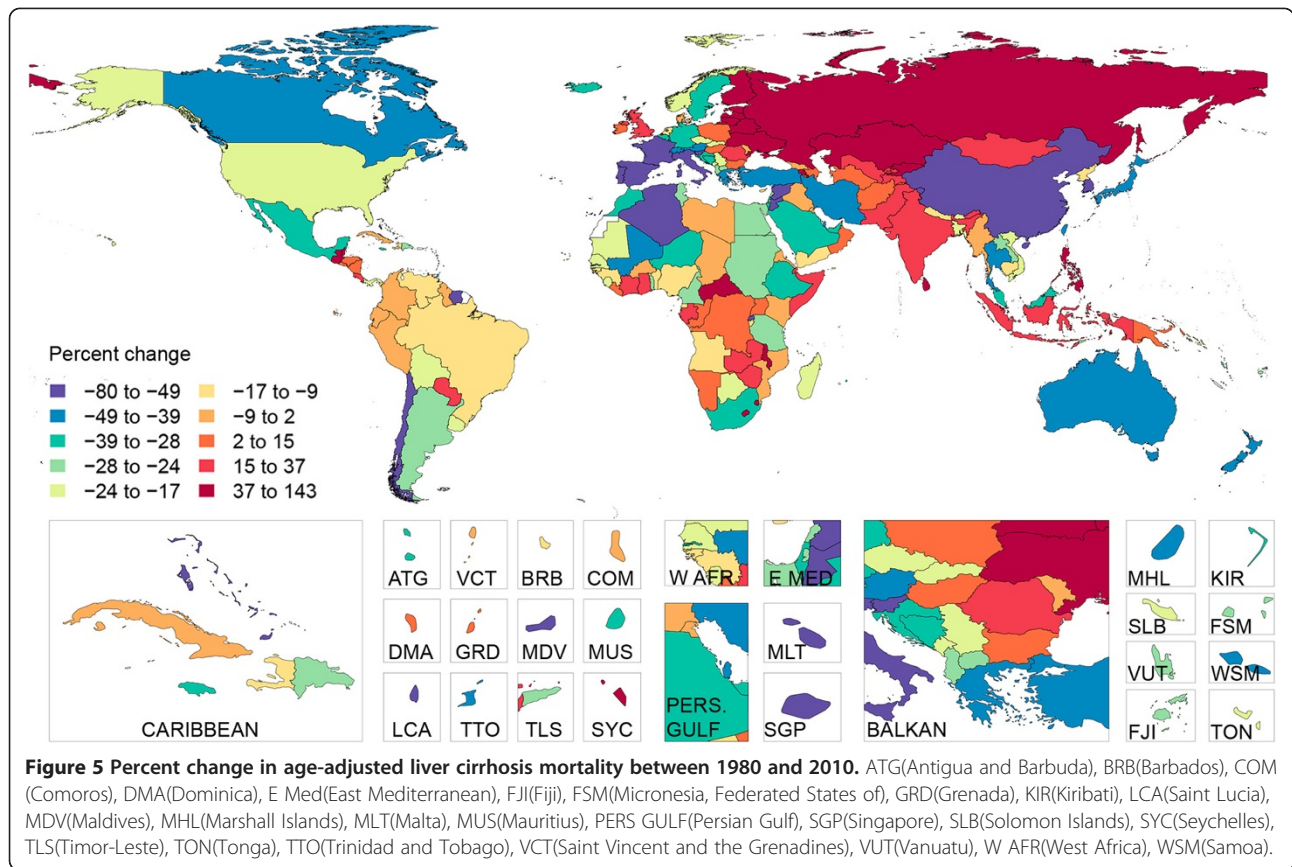 Percent change
−80 to −49
−49 to −39
−39 to −28
−28 to −24
−24 to −17
−17 to −9
−9 to 2
2 to 15
15 to 37
37 to 143
CARIBBEAN
ATG
VCT
BRB
COM
DMA
GRD
MDV
MUS
LCA
TTO
TLS
SYC
W AFR
E MED
PERS.
GULF
MLT
SGP
BALKAN
MHL
KIR
SLB
FSM
VUT
WSM
FJI
TON
Figure 5 Percent change in age-adjusted liver cirrhosis mortality between 1980 and 2010. ATG(Antigua and Barbuda), BRB(Barbados), COM
(Comoros), DMA(Dominica), E Med(East Mediterranean), FJI(Fiji), FSM(Micronesia, Federated States of), GRD(Grenada), KIR(Kiribati), LCA(Saint Lucia),
MDV(Maldives), MHL(Marshall Islands), MLT(Malta), MUS(Mauritius), PERS GULF(Persian Gulf), SGP(Singapore), SLB(Solomon Islands), SYC(Seychelles),
TLS(Timor-Leste), TON(Tonga), TTO(Trinidad and Tobago), VCT(Saint Vincent and the Grenadines), VUT(Vanuatu), W AFR(West Africa), WSM(Samoa).